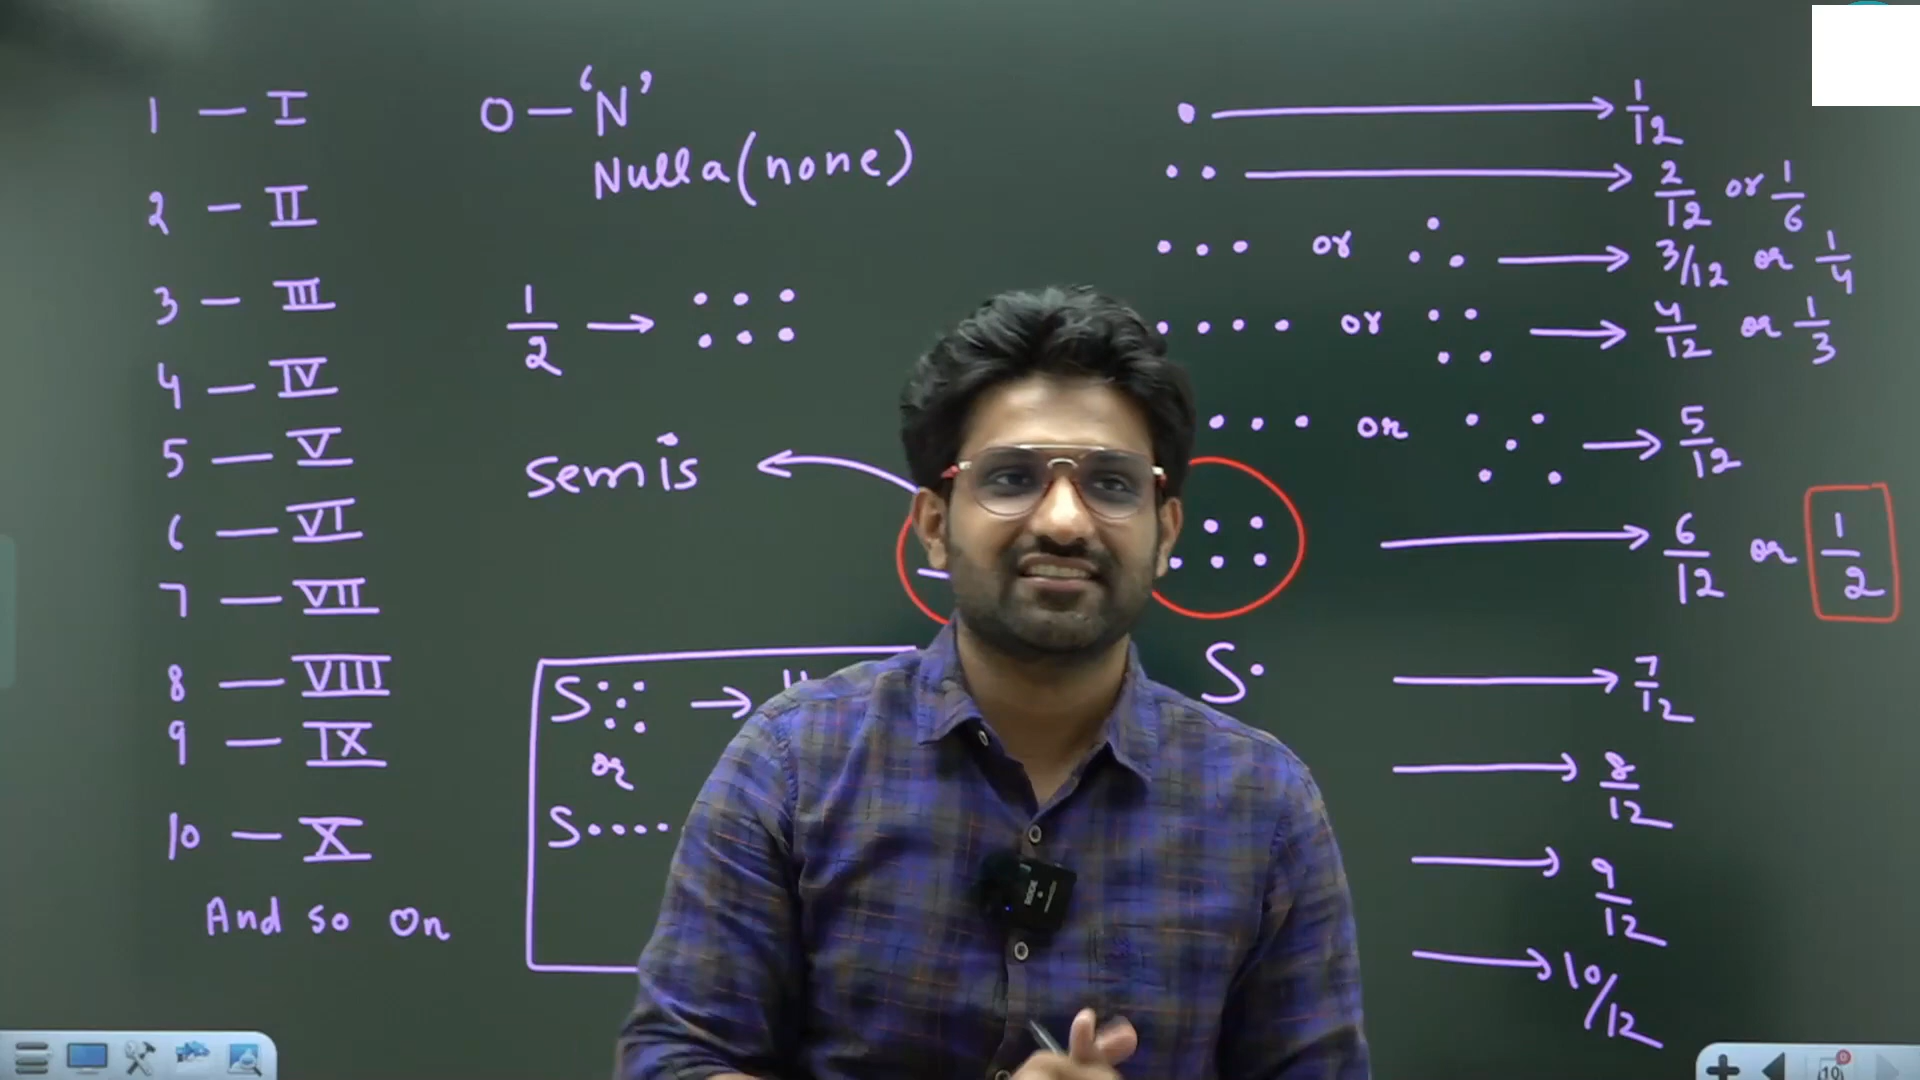 1 — I
2 — II
3 — III
4 — IV
5 — V
6 — VI
7 — VII
8 — VIII
9 — IX
10 — X
And so on
0 — 'N'
Nulla (none)
1/2 → ⠿
semis
S ⁙ →
or
S ....
. → 1/12
. . → 2/12 or 1/6
. . . or ∴ → 3/12 or 1/4
. . . . or :: → 4/12 or 1/3
. . . or ⁙ → 5/12
→ 6/12 or 1/2
S. → 7/12
→ 8/12
→ 9/12
→ 10/12